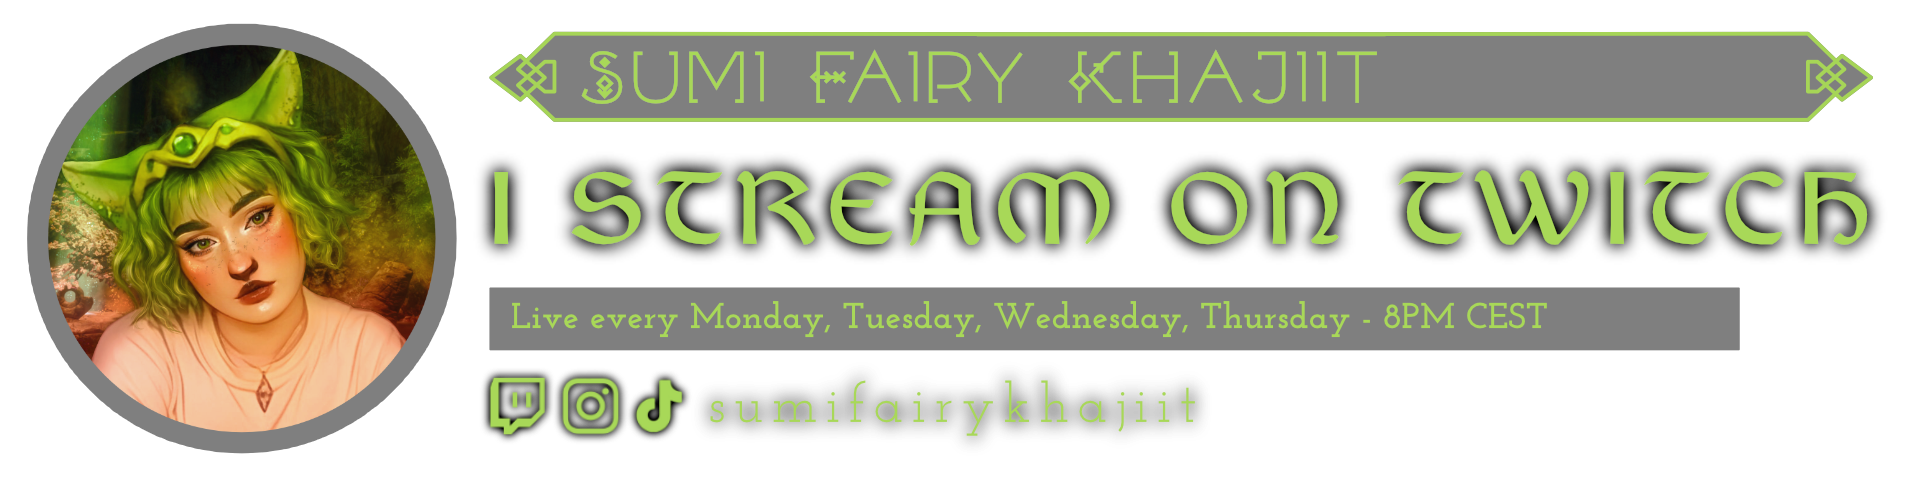 Sumi Fairy Khajiit
I STREAM ON TWITCH
Live every Monday, Tuesday, Wednesday, Thursday - 8PM CEST
sumifairykhajiit